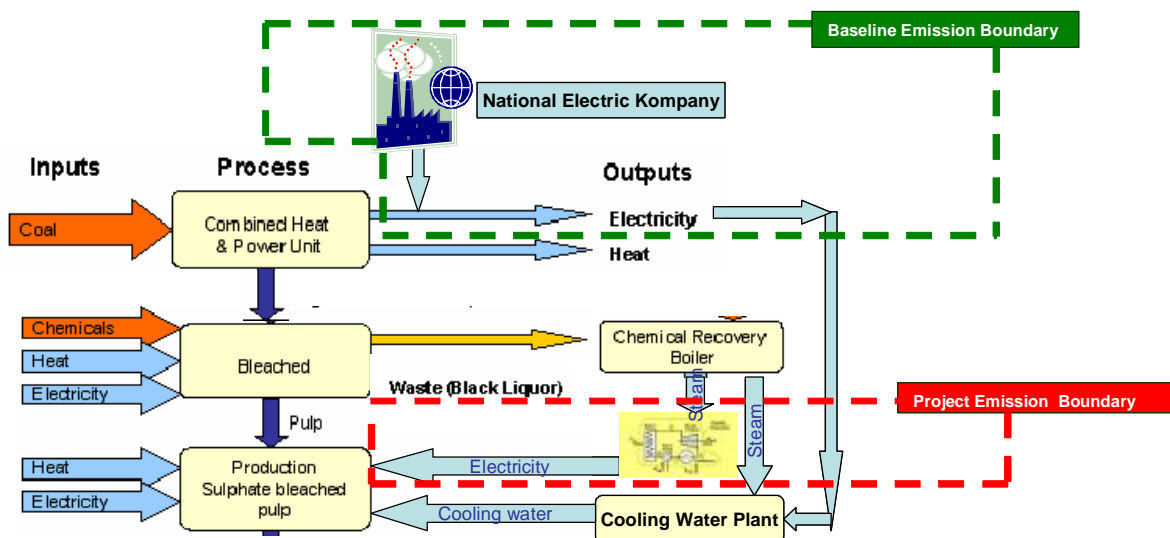 Baseline Emission Boundary
National Electric Kompany
Inputs
Process
Outputs
Coal
Combined Heat
& Power Unit
Electricity
Heat
Chemicals
Heat
Electricity
Bleached
Chemical Recovery
Boiler
Waste (Black Liquor)
Steam
Steam
Project Emission Boundary
Pulp
Heat
Electricity
Production
Sulphate bleached
pulp
Electricity
Cooling water
Cooling Water Plant